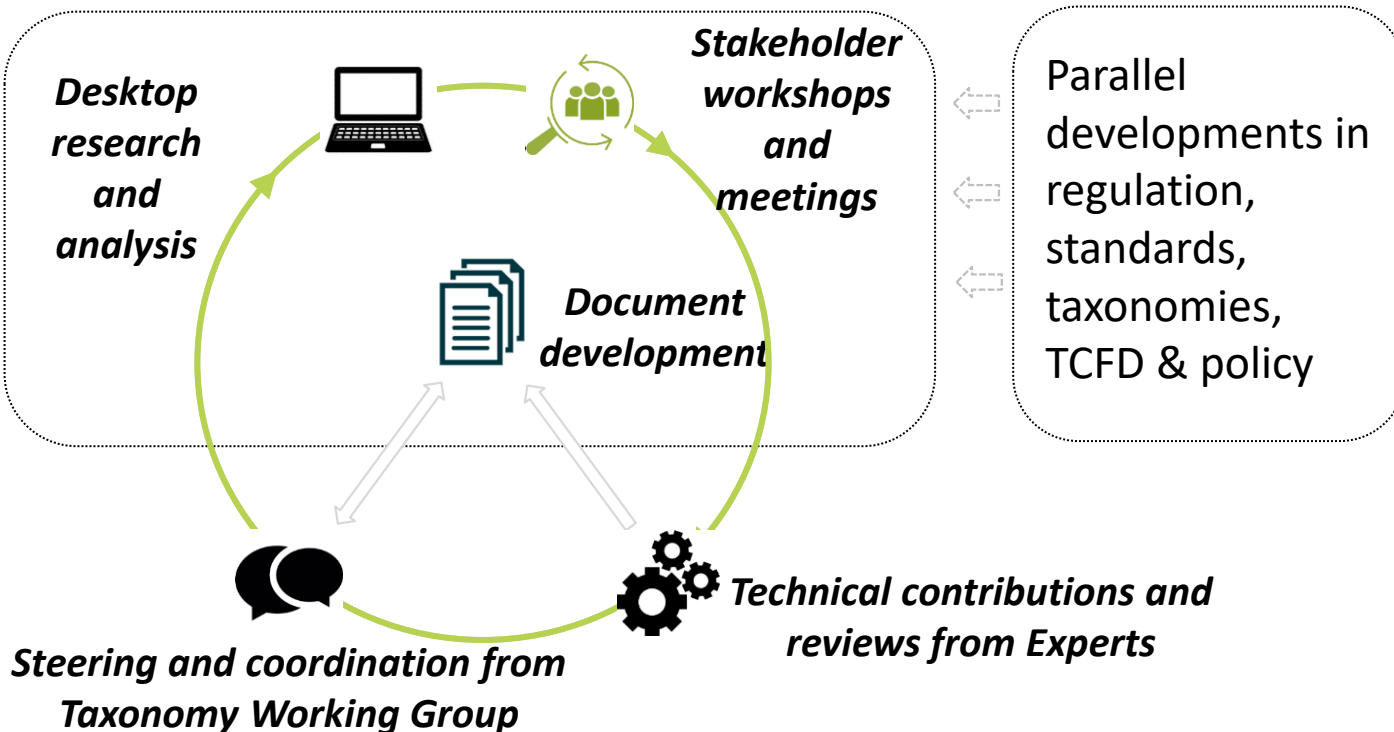 Desktop
research
and
analysis
Stakeholder
workshops
and
meetings
Document
development
Parallel
developments in
regulation,
standards,
taxonomies,
TCFD & policy
Technical contributions and
reviews from Experts
Steering and coordination from
Taxonomy Working Group